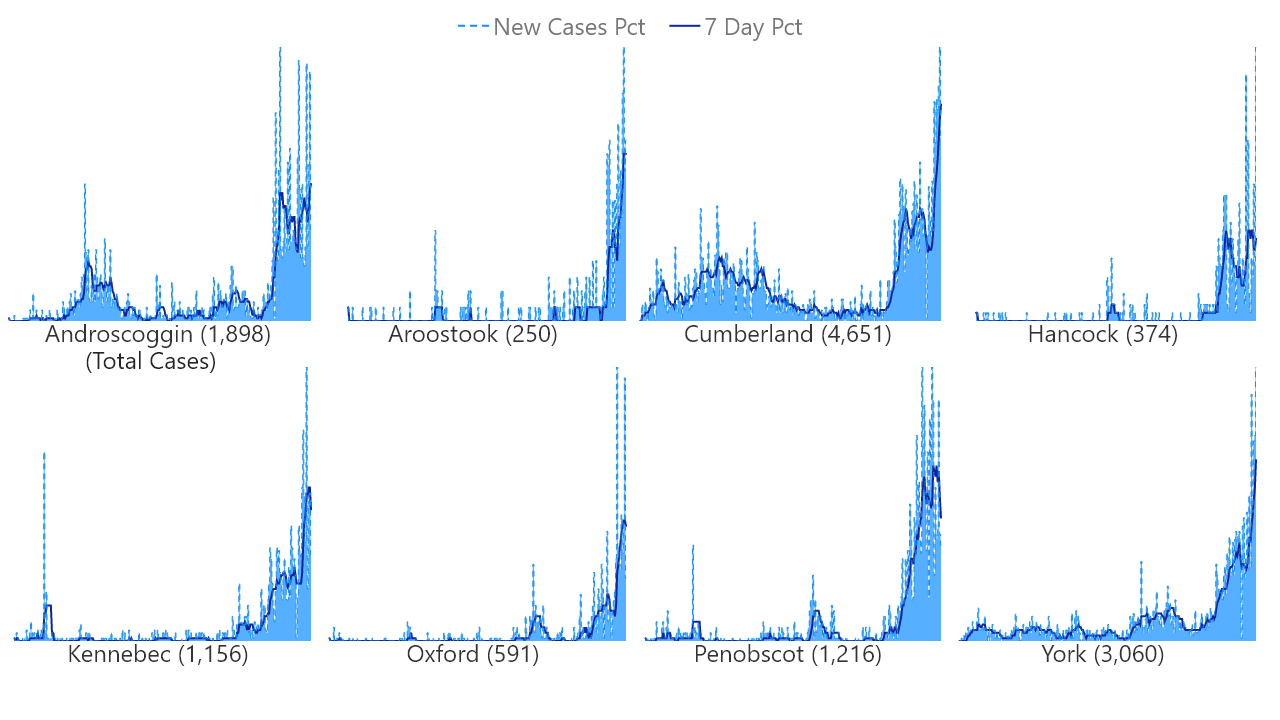 New Cases Pct 7 Day Pct
Androscoggin (1,898) Aroostook (250) Cumberland (4,651) Hancock (374)
(Total Cases)
Kennebec (1,156) Oxford (591) Penobscot (1,216) York (3,060)